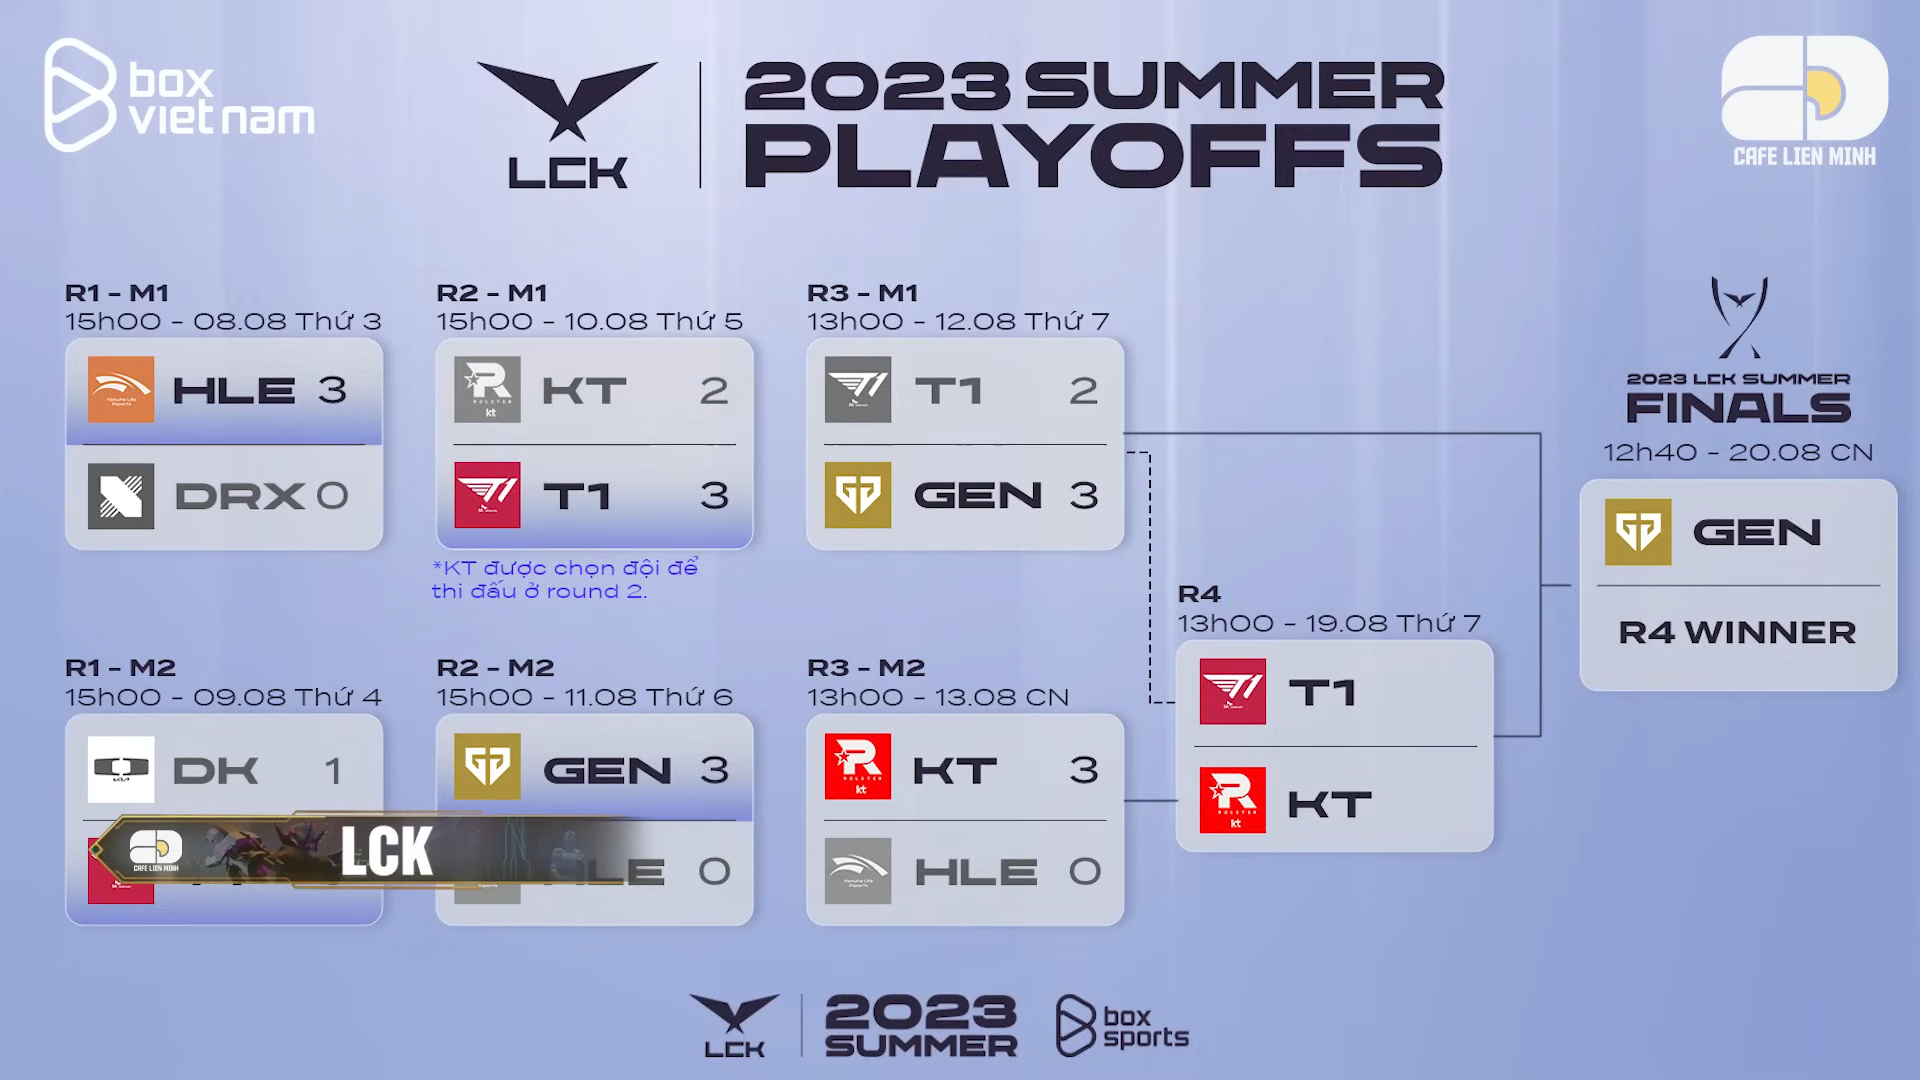 box
viet nam
LCK
2023 SUMMER
PLAYOFFS
CAFE LIEN MINH
R1 - M1
15h00 - 08.08 Thứ 3
HLE 3
DRX 0
R2 - M1
15h00 - 10.08 Thứ 5
KT 2
T1 3
*KT được chọn đội để
thi đấu ở round 2.
R3 - M1
13h00 - 12.08 Thứ 7
T1 2
GEN 3
2023 LCK SUMMER
FINALS
12h40 - 20.08 CN
GEN
R4 WINNER
R4
13h00 - 19.08 Thứ 7
T1
KT
R1 - M2
15h00 - 09.08 Thứ 4
DK 1
R2 - M2
15h00 - 11.08 Thứ 6
GEN 3
HLE 0
R3 - M2
13h00 - 13.08 CN
KT 3
HLE 0
CAFE LIEN MINH
LCK
LCK
2023
SUMMER
box
sports